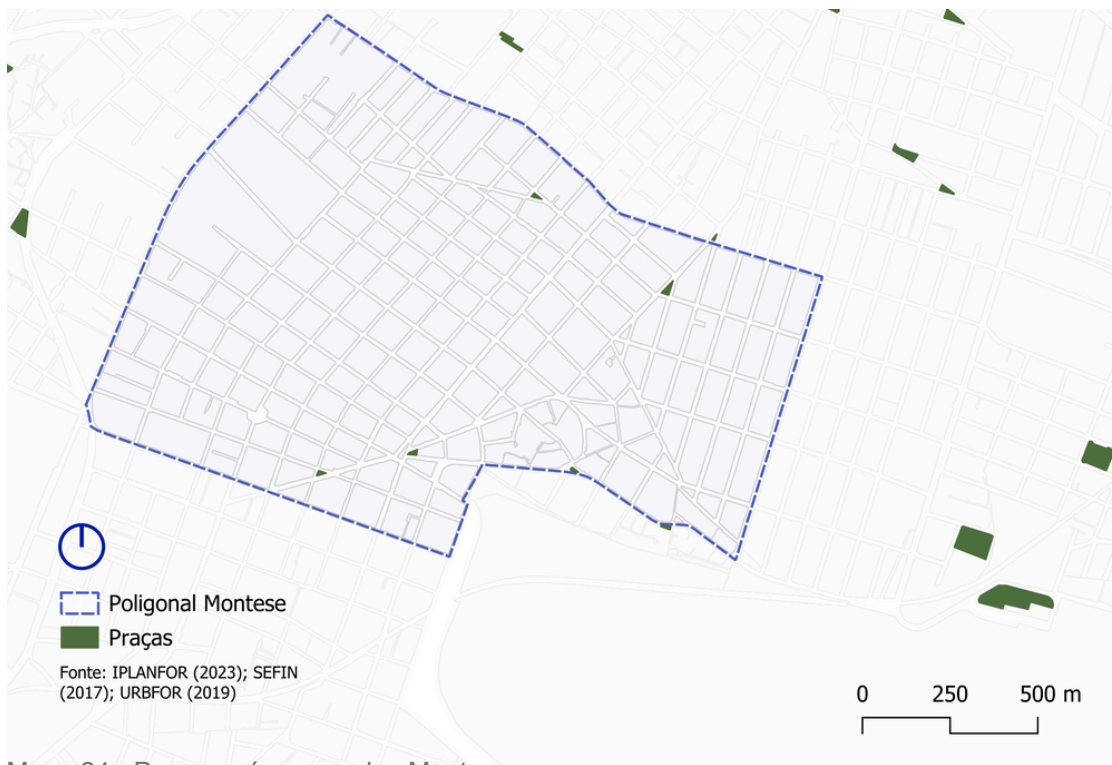 Poligonal Montese
Praças
Fonte: IPLANFOR (2023); SEFIN
(2017); URBFOR (2019)
0 250 500 m